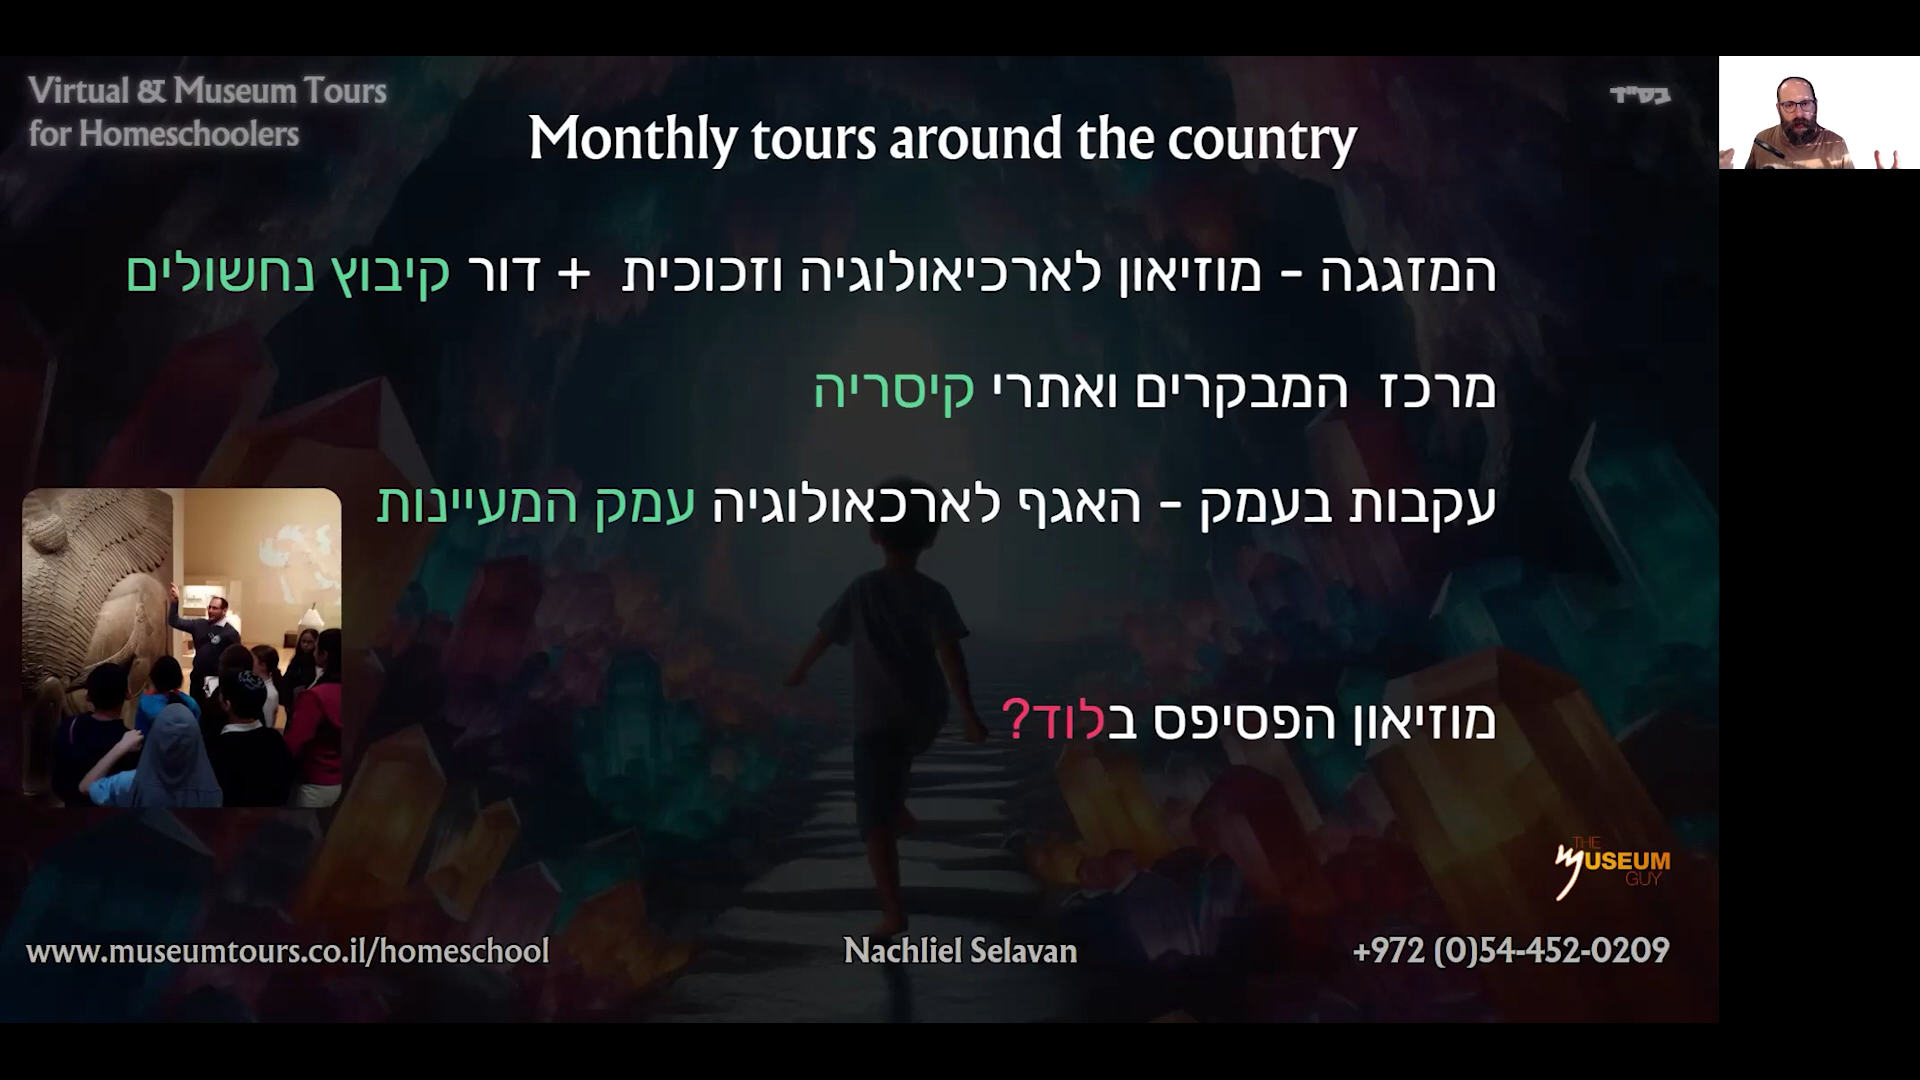 Virtual & Museum Tours
for Homeschoolers
בס"ד
Monthly tours around the country
המזגגה - מוזיאון לארכיאולוגיה וזכוכית + דור קיבוץ נחשולים
מרכז המבקרים ואתרי קיסריה
עקבות בעמק - האגף לארכאולוגיה עמק המעיינות
מוזיאון הפסיפס בלוד?
THE
MUSEUM
GUY
www.museumtours.co.il/homeschool
Nachliel Selavan
+972 (0)54-452-0209